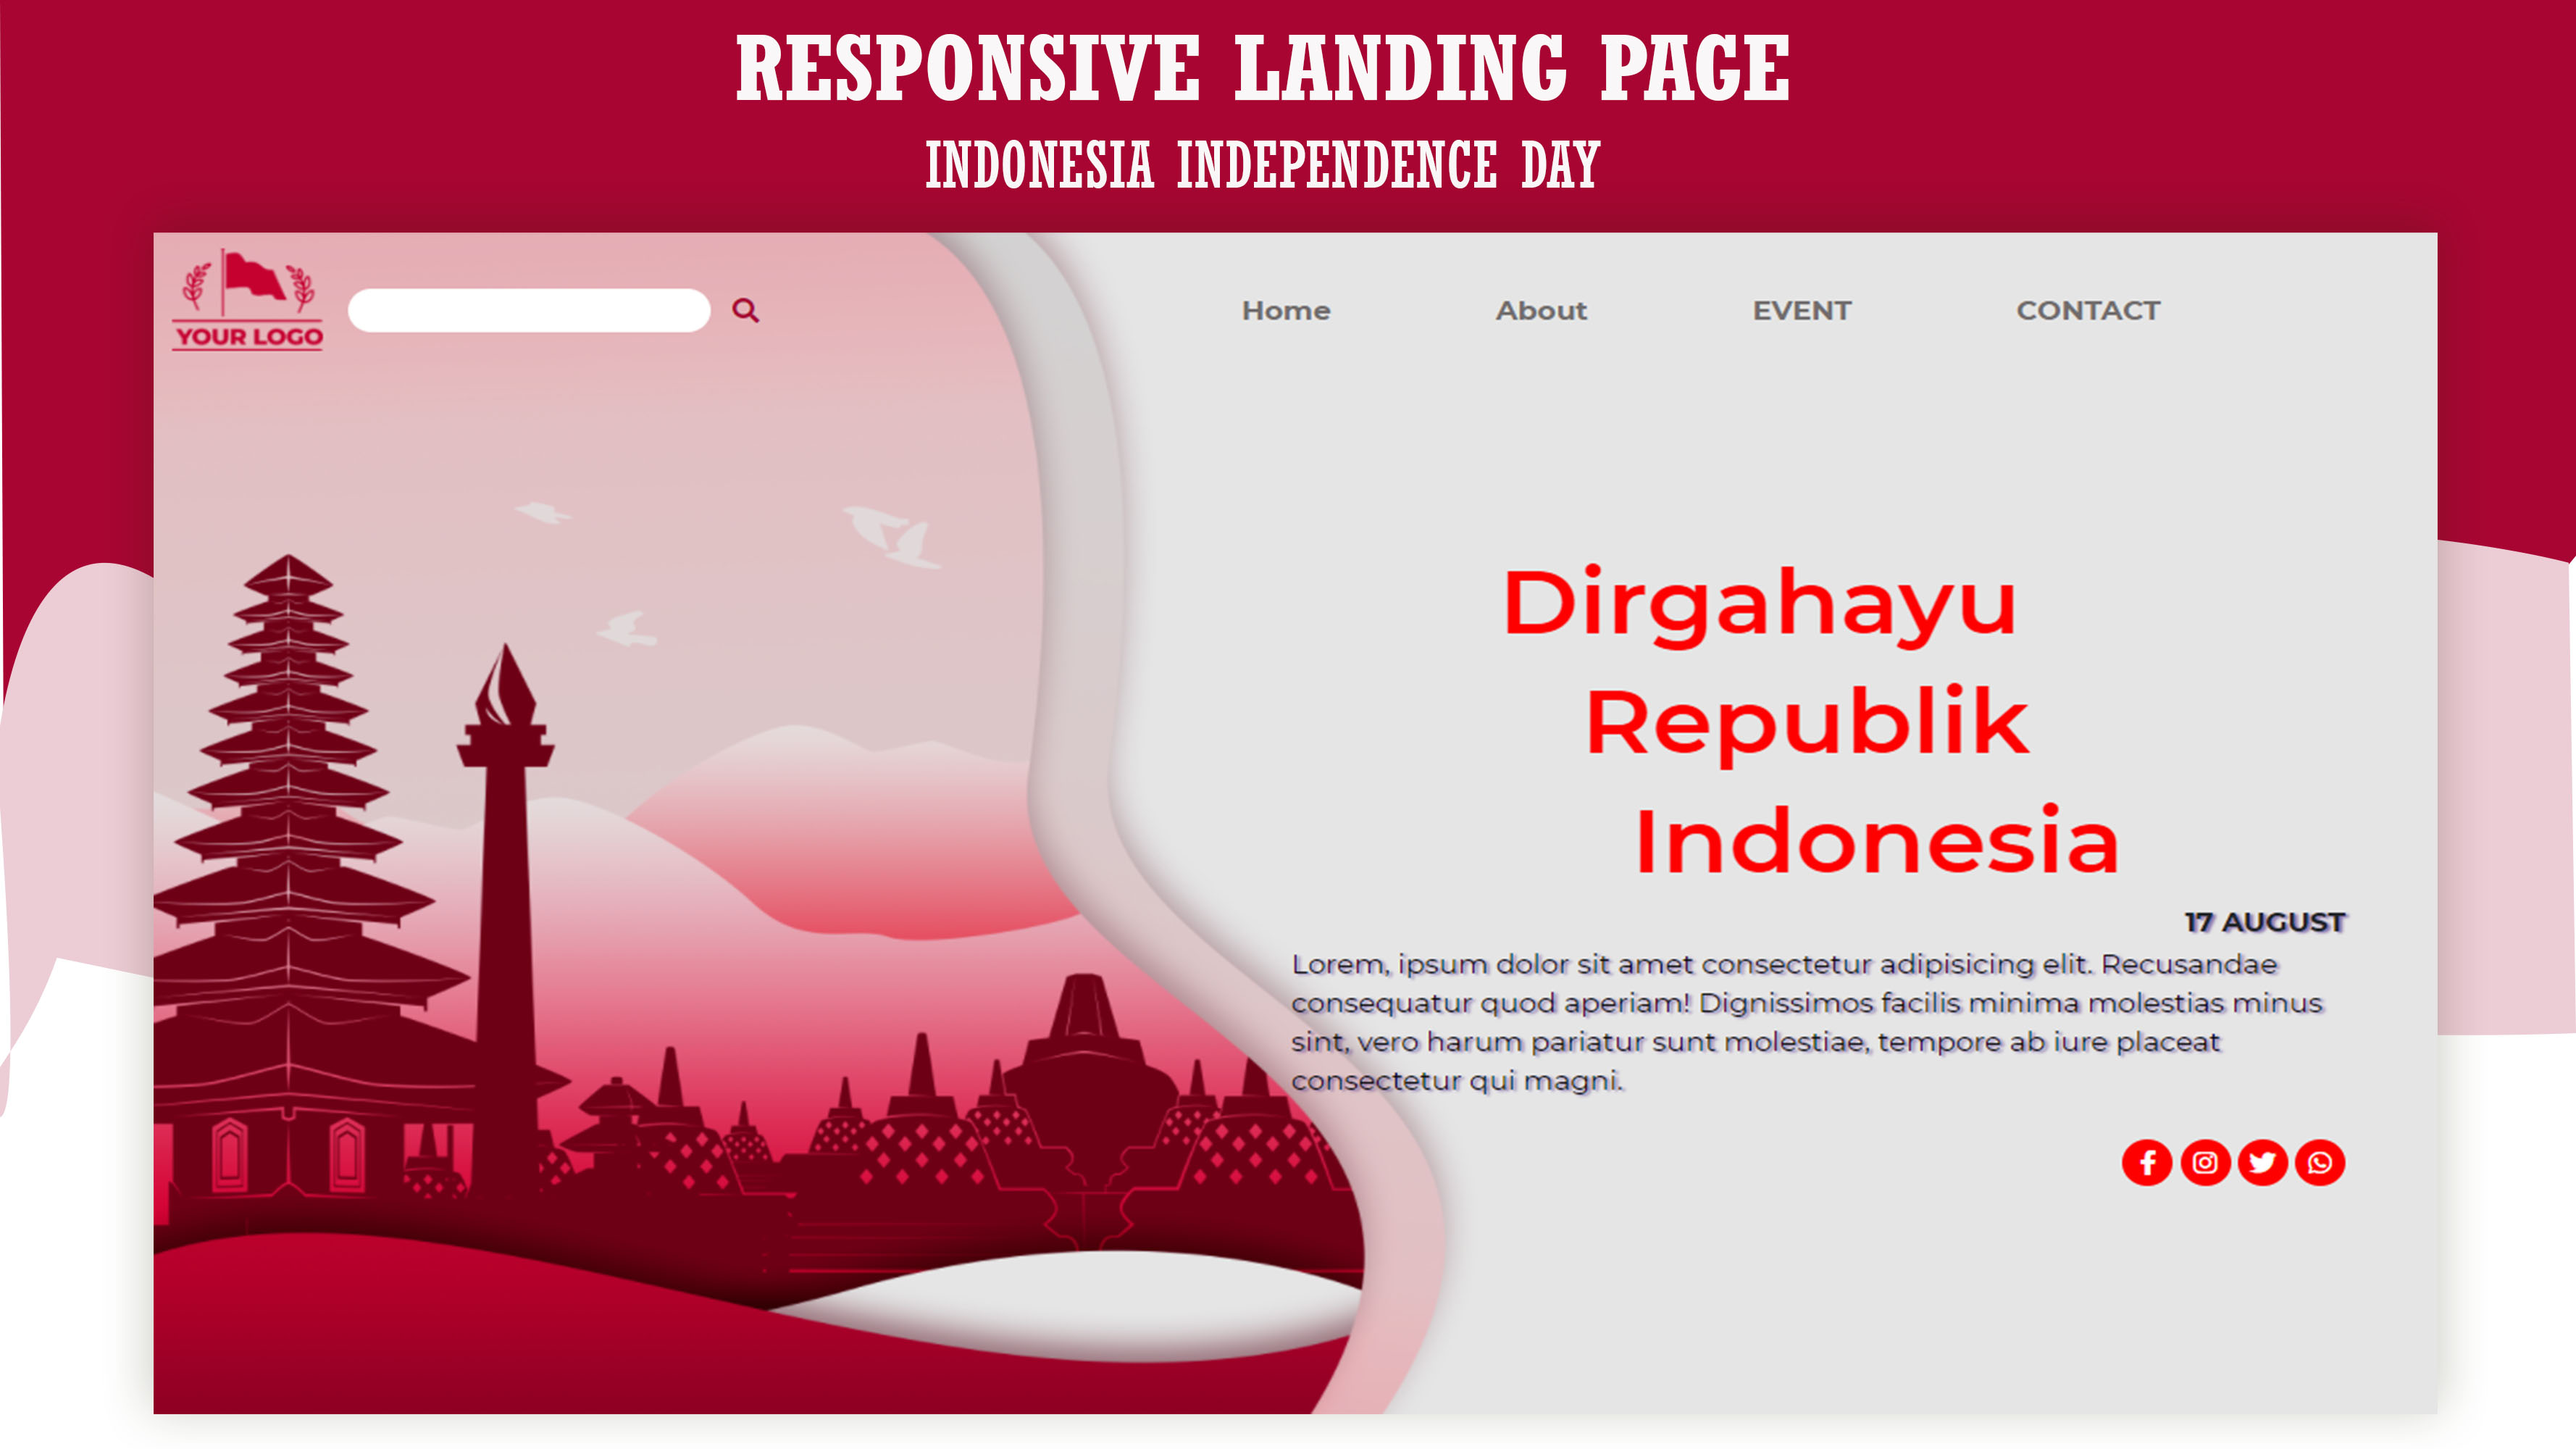 RESPONSIVE LANDING PAGE
INDONESIA INDEPENDENCE DAY
YOUR LOGO
Home
About
EVENT
CONTACT
Dirgahayu
Republik
Indonesia
17 AUGUST
Lorem, ipsum dolor sit amet consectetur adipisicing elit. Recusandae
consequatur quod aperiam! Dignissimos facilis minima molestias minus
sint, vero harum pariatur sunt molestiae, tempore ab iure placeat
consectetur qui magni.